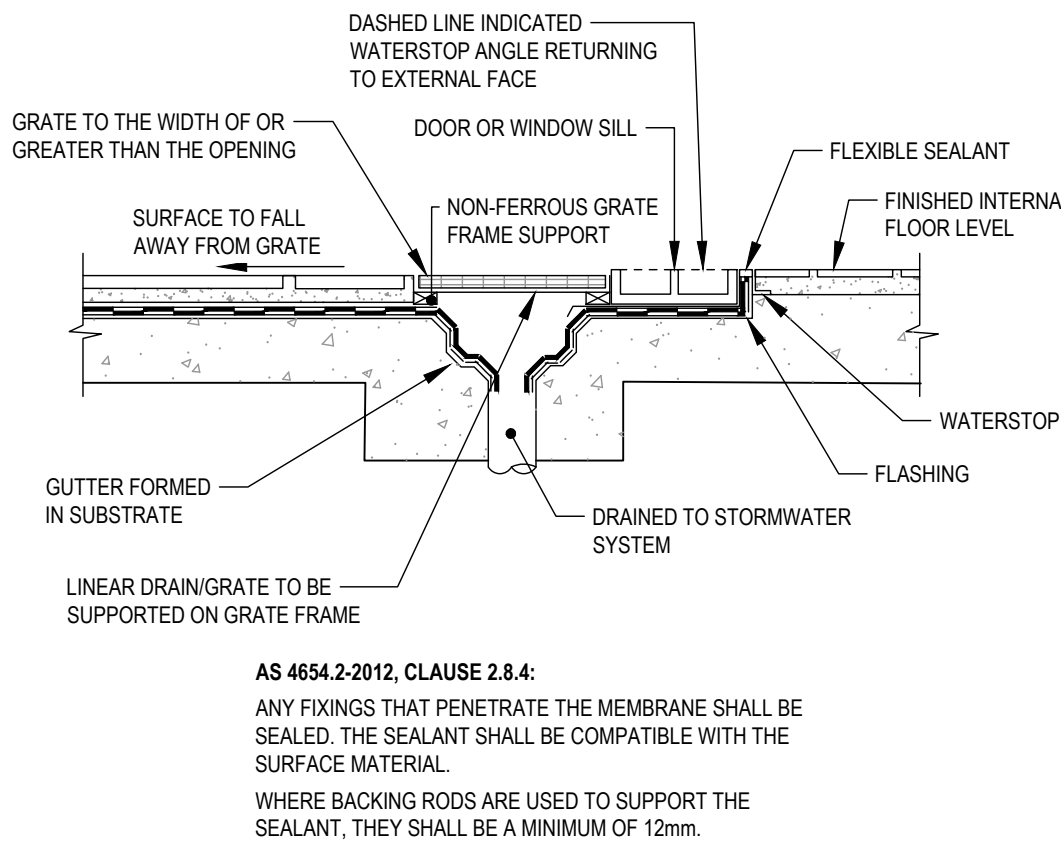 DASHED LINE INDICATED
WATERSTOP ANGLE RETURNING
TO EXTERNAL FACE
GRATE TO THE WIDTH OF OR
GREATER THAN THE OPENING
DOOR OR WINDOW SILL
FLEXIBLE SEALANT
SURFACE TO FALL
AWAY FROM GRATE
NON-FERROUS GRATE
FRAME SUPPORT
FINISHED INTERNA
FLOOR LEVEL
WATERSTOP
FLASHING
GUTTER FORMED
IN SUBSTRATE
DRAINED TO STORMWATER
SYSTEM
LINEAR DRAIN/GRATE TO BE
SUPPORTED ON GRATE FRAME
AS 4654.2-2012, CLAUSE 2.8.4:
ANY FIXINGS THAT PENETRATE THE MEMBRANE SHALL BE
SEALED. THE SEALANT SHALL BE COMPATIBLE WITH THE
SURFACE MATERIAL.
WHERE BACKING RODS ARE USED TO SUPPORT THE
SEALANT, THEY SHALL BE A MINIMUM OF 12mm.